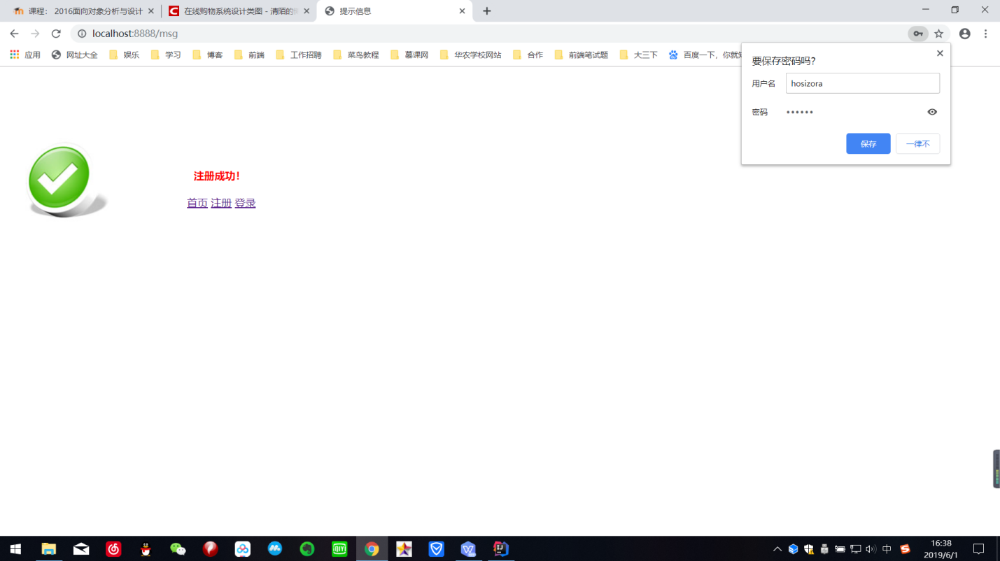 课程： 2016面向对象分析与设计
在线购物系统设计类图 - 清陌的
提示信息
localhost:8888/msg
应用 网址大全 娱乐 学习 博客 前端 工作招聘 菜鸟教程 慕课网 华农学校网站 合作 前端笔试题 大三下 百度一下，你就
要保存密码吗？
用户名 hosizora
密码 ••••••
保存 一律不
注册成功！
首页 注册 登录
中
16:38
2019/6/1